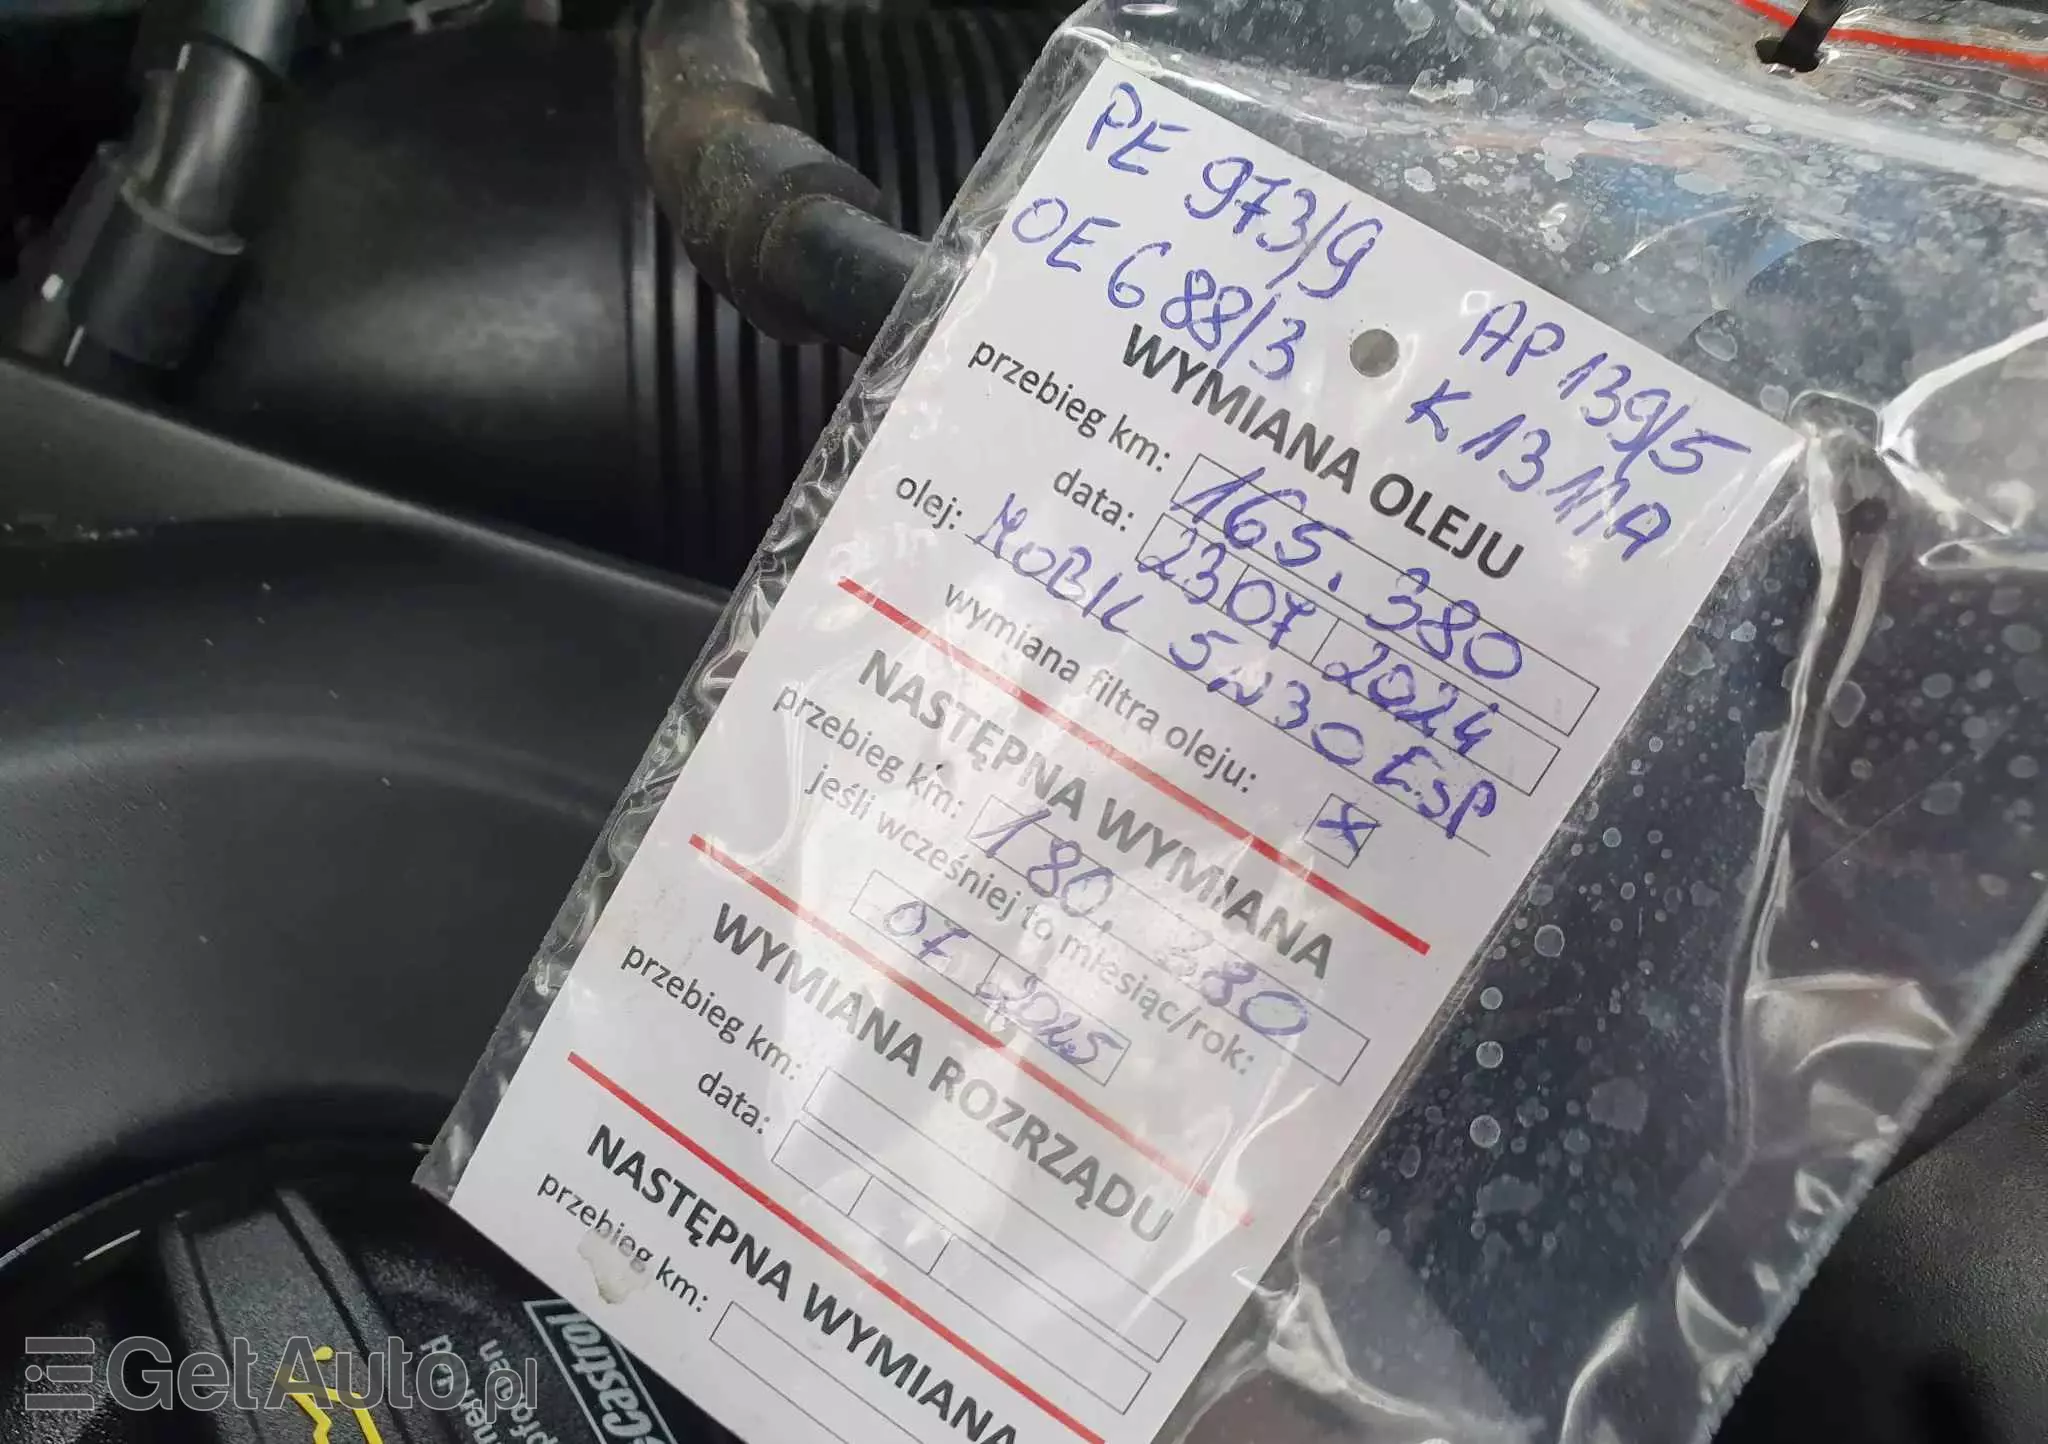 PE 973/9 AP 139/5
OE 688/3 K 1311A
WYMIANA OLEJU
przebieg km: 165.380
data: 23 07 2024
olej: MOBIL 5W30 ESP
wymiana filtra oleju: X
NASTĘPNA WYMIANA
przebieg km: 180.380
jeśli wcześniej to miesiąc/rok:
07 2025
WYMIANA ROZRZĄDU
przebieg km:
data:
NASTĘPNA WYMIANA
przebieg km:
Castrol
GetAuto.pl